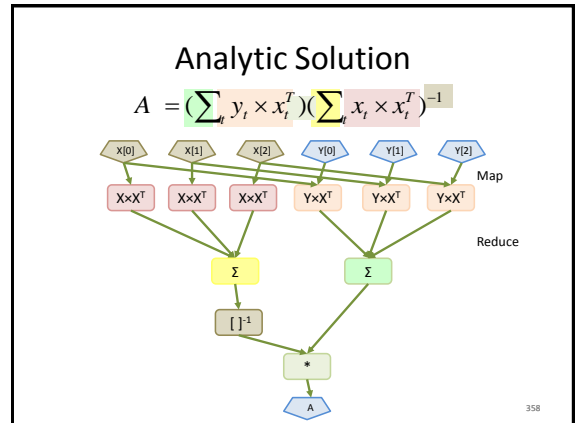 Analytic Solution
A = (∑ₜ yₜ × xₜᵀ)(∑ₜ xₜ × xₜᵀ)⁻¹
X[0] X[1] X[2] Y[0] Y[1] Y[2]
Map
X×Xᵀ X×Xᵀ X×Xᵀ Y×Xᵀ Y×Xᵀ Y×Xᵀ
Reduce
Σ Σ
[ ]⁻¹
*
A
358